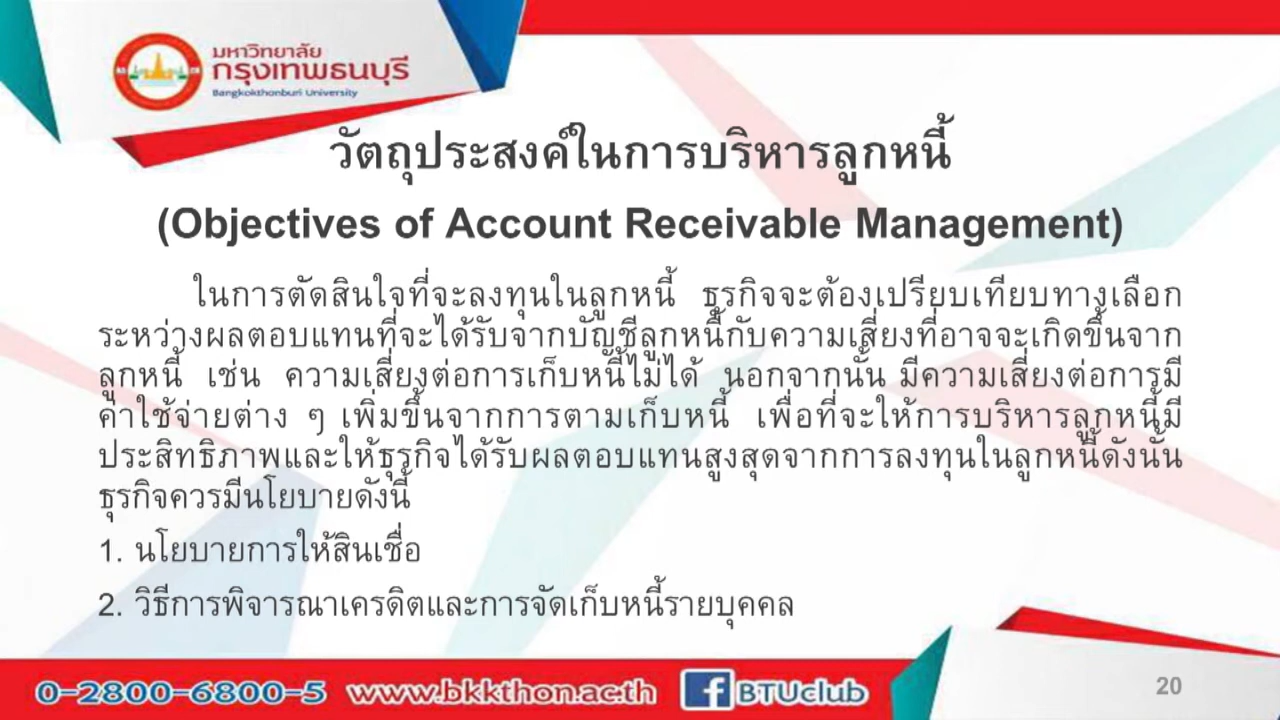 มหาวิทยาลัย
กรุงเทพธนบุรี
Bangkokthonburi University
วัตถุประสงค์ในการบริหารลูกหนี้
(Objectives of Account Receivable Management)
ในการตัดสินใจที่จะลงทุนในลูกหนี้ ธุรกิจจะต้องเปรียบเทียบทางเลือก
ระหว่างผลตอบแทนที่จะได้รับจากบัญชีลูกหนี้กับความเสี่ยงที่อาจจะเกิดขึ้นจาก
ลูกหนี้ เช่น ความเสี่ยงต่อการเก็บหนี้ไม่ได้ นอกจากนั้น มีความเสี่ยงต่อการมี
ค่าใช้จ่ายต่าง ๆ เพิ่มขึ้นจากการตามเก็บหนี้ เพื่อที่จะให้การบริหารลูกหนี้มี
ประสิทธิภาพและให้ธุรกิจได้รับผลตอบแทนสูงสุดจากการลงทุนในลูกหนี้ดังนั้น
ธุรกิจควรมีนโยบายดังนี้
1. นโยบายการให้สินเชื่อ
2. วิธีการพิจารณาเครดิตและการจัดเก็บหนี้รายบุคคล
0-2800-6800-5 www.bkkthon.ac.th f BTUclub
20